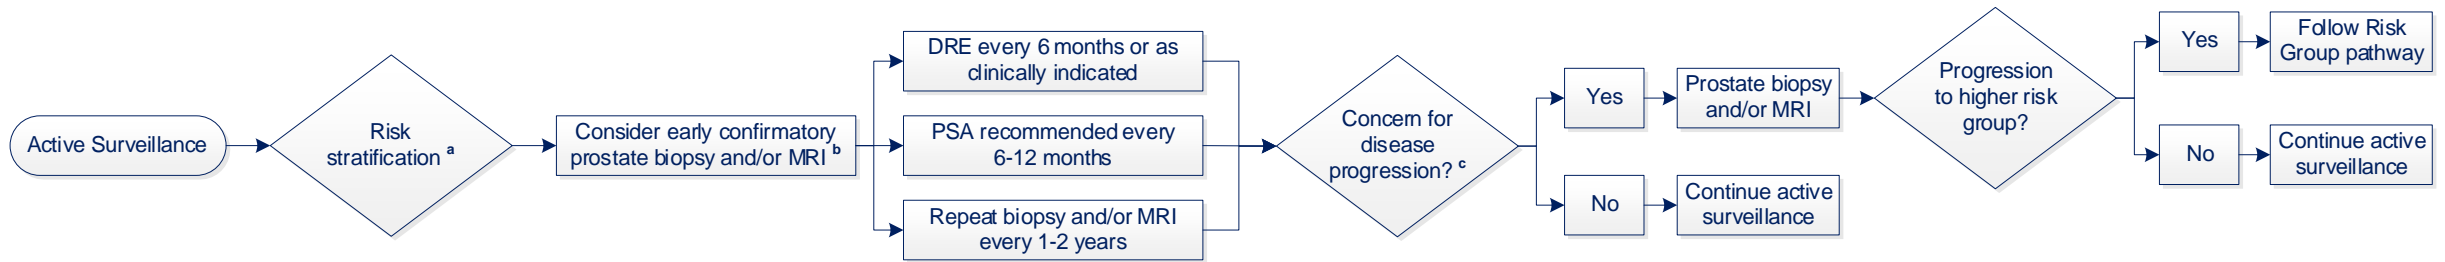 Active Surveillance
Risk
stratification a
Consider early confirmatory
prostate biopsy and/or MRI b
DRE every 6 months or as
clinically indicated
PSA recommended every
6-12 months
Repeat biopsy and/or MRI
every 1-2 years
Concern for
disease
progression? c
Yes
Prostate biopsy
and/or MRI
No
Continue active
surveillance
Progression
to higher risk
group?
Yes
Follow Risk
Group pathway
No
Continue active
surveillance